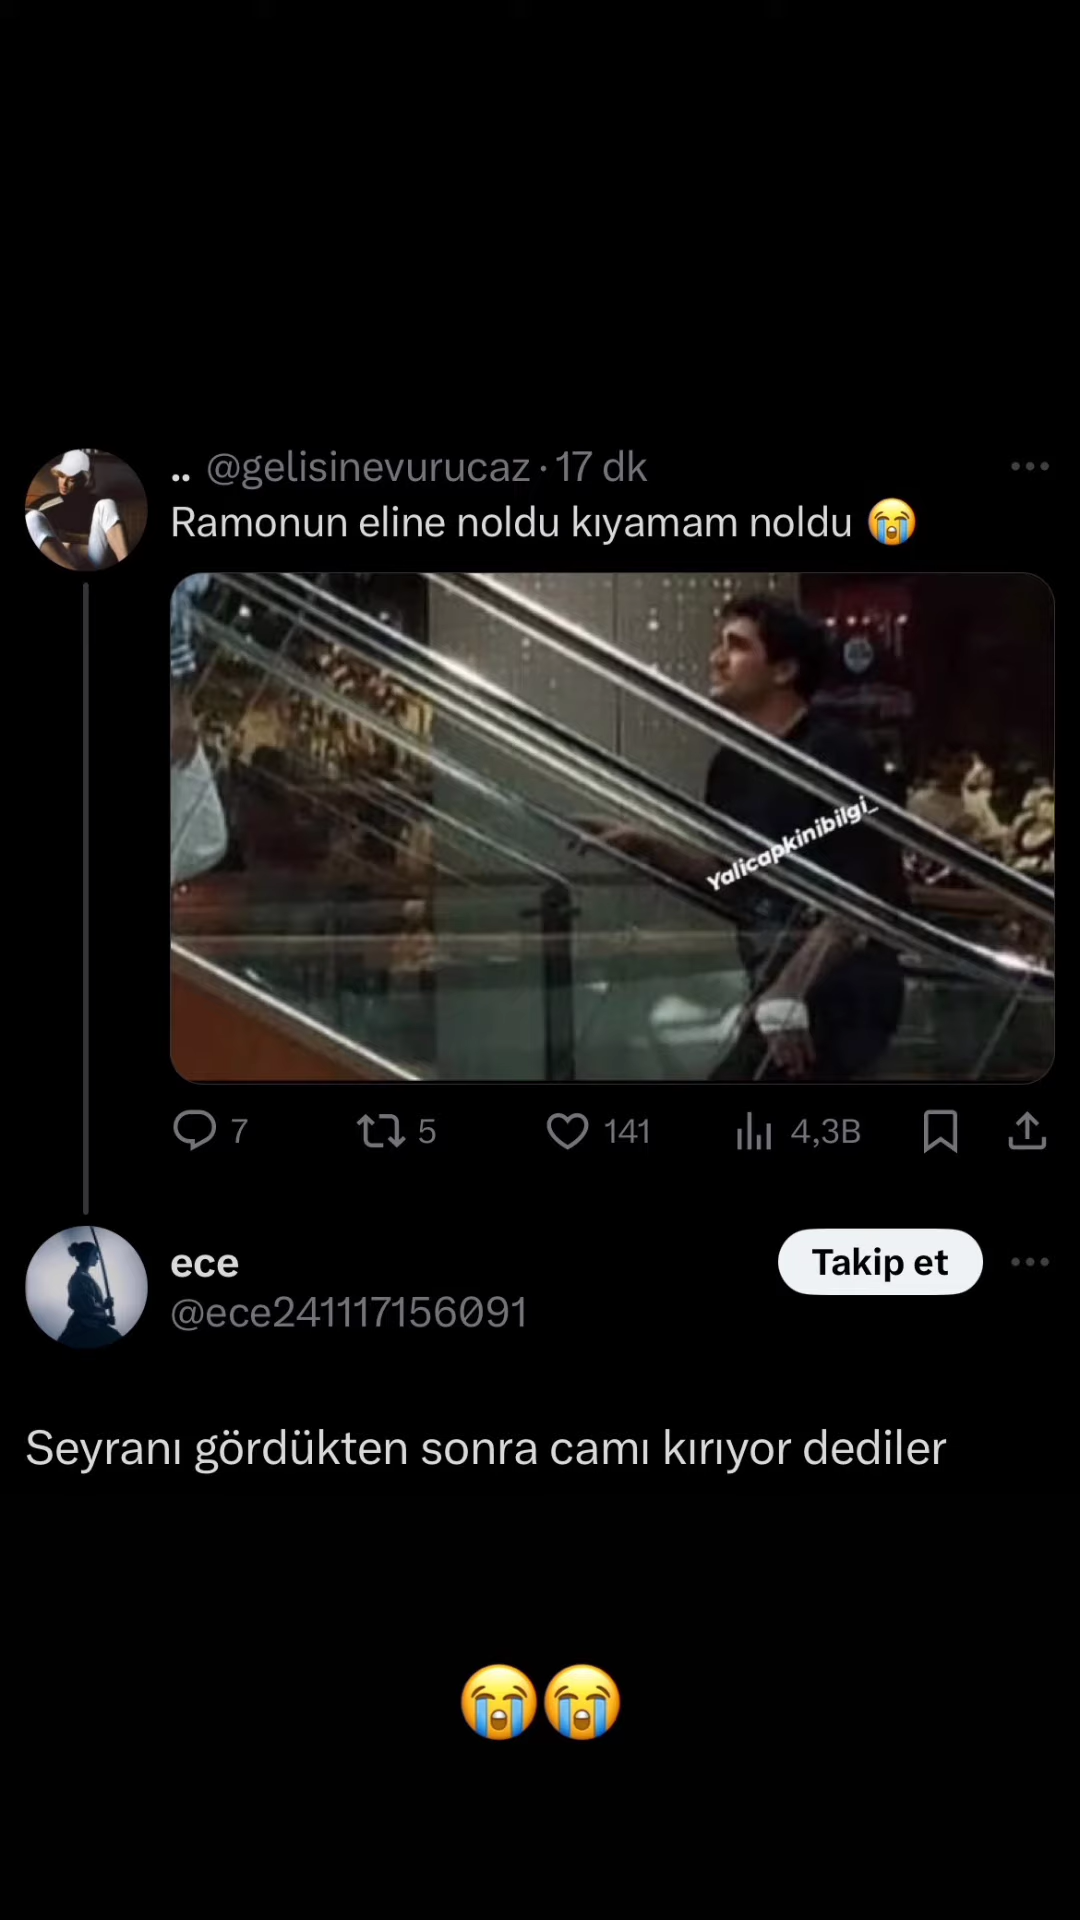 .. @gelisinevurucaz · 17 dk
Ramonun eline noldu kıyamam noldu 😭
Yalicapkinibilgi_
7 5 141 4,3B
ece
Takip et
@ece241117156091
Seyranı gördükten sonra camı kırıyor dediler
😭😭